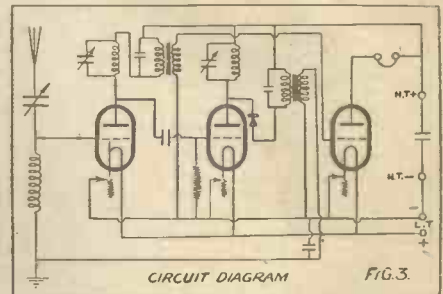 H.T+
H.T.-
-
L.T
+
CIRCUIT DIAGRAM
FIG.3.